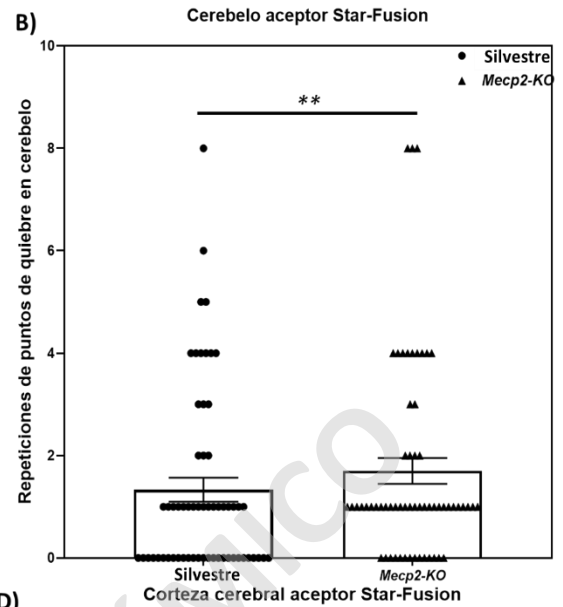 B)
Cerebelo aceptor Star-Fusion
Silvestre
Mecp2-KO
**
Repeticiones de puntos de quiebre en cerebelo
10
8
6
4
2
0
Silvestre
Mecp2-KO
D)
Corteza cerebral aceptor Star-Fusion
MICO